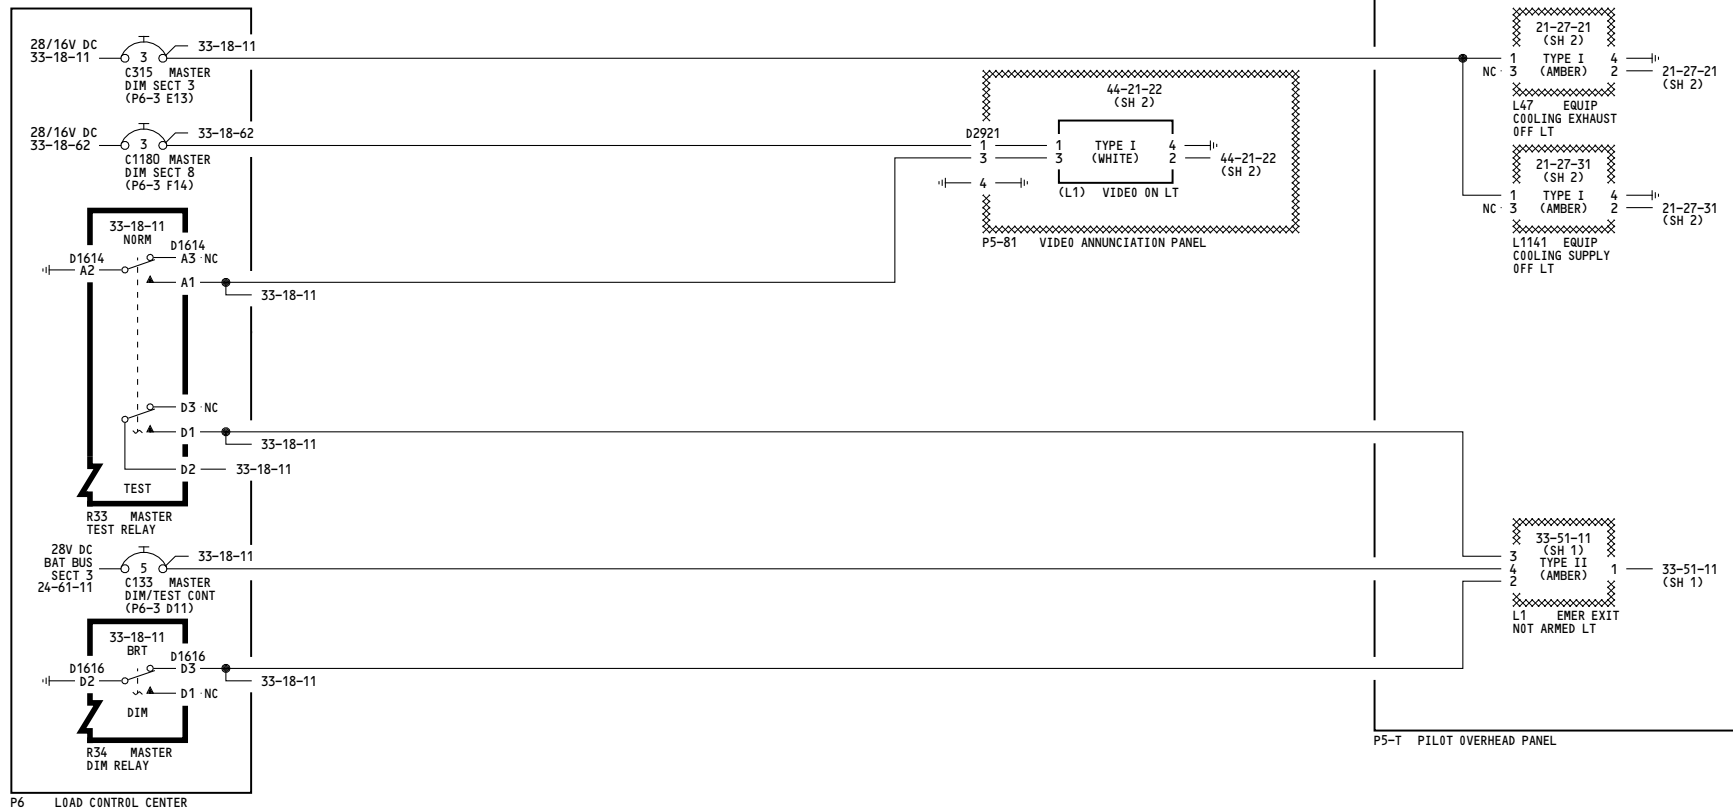 28/16V DC
33-18-11
3
33-18-11
C315 MASTER
DIM SECT 3
(P6-3 E13)
28/16V DC
33-18-62
3
33-18-62
C1180 MASTER
DIM SECT 8
(P6-3 F14)
33-18-11
NORM
D1614
A2
D1614
A3 NC
A1
33-18-11
D3 NC
D1
33-18-11
D2
33-18-11
TEST
R33 MASTER
TEST RELAY
28V DC
BAT BUS
SECT 3
24-61-11
5
33-18-11
C133 MASTER
DIM/TEST CONT
(P6-3 D11)
33-18-11
BRT
D1616
D2
D1616
D3
33-18-11
D1 NC
DIM
R34 MASTER
DIM RELAY
P6 LOAD CONTROL CENTER
44-21-22
(SH 2)
D2921
1
3
4
1
3
TYPE I
(WHITE)
4
2
44-21-22
(SH 2)
(L1) VIDEO ON LT
P5-81 VIDEO ANNUNCIATION PANEL
21-27-21
(SH 2)
1
NC 3
TYPE I
(AMBER)
4
2
21-27-21
(SH 2)
L47 EQUIP
COOLING EXHAUST
OFF LT
21-27-31
(SH 2)
1
NC 3
TYPE I
(AMBER)
4
2
21-27-31
(SH 2)
L1141 EQUIP
COOLING SUPPLY
OFF LT
33-51-11
(SH 1)
3
4
2
TYPE II
(AMBER)
1
33-51-11
(SH 1)
L1 EMER EXIT
NOT ARMED LT
P5-T PILOT OVERHEAD PANEL